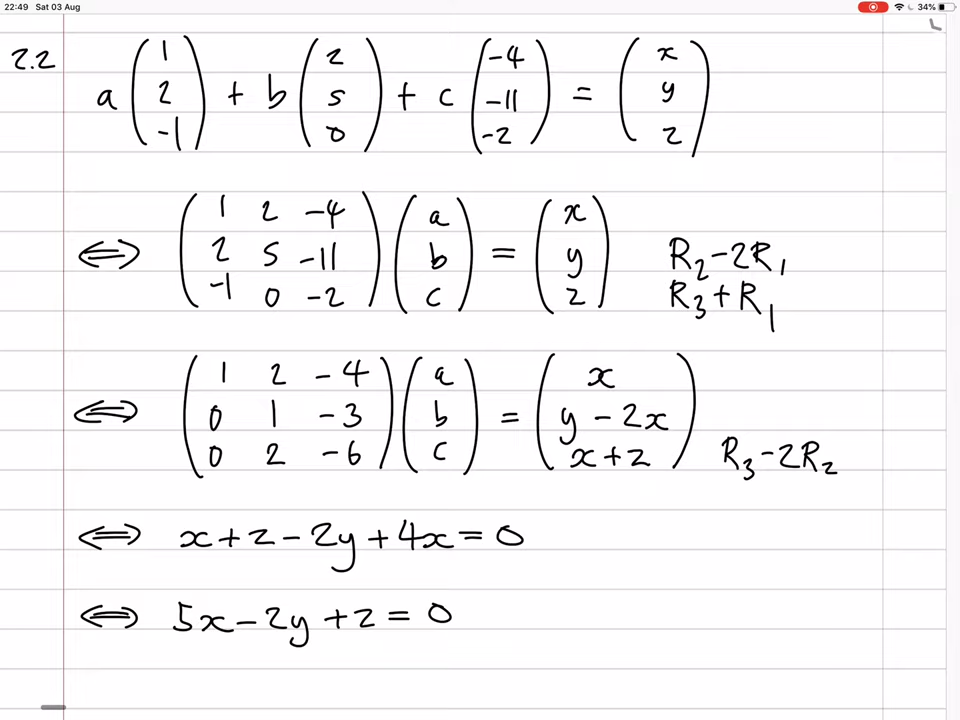 22:49 Sat 03 Aug 34%
2.2
a (1 2 -1) + b (2 5 0) + c (-4 -11 -2) = (x y z)
⟺ (1 2 -4
2 5 -11
-1 0 -2) (a b c) = (x y z) R₂-2R₁
R₃+R₁
⟺ (1 2 -4
0 1 -3
0 2 -6) (a b c) = (x y-2x x+z) R₃-2R₂
⟺ x+z-2y+4x=0
⟺ 5x-2y+z=0